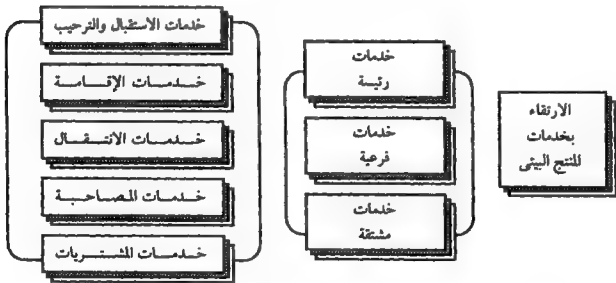 الارتقاء
بخدمات
المنتج البيئى
خدمات
رئيسة
خدمات
فرعية
خدمات
مشتقة
خدمات الاستقبال والترحيب
خدمات الإقامة
خدمات الانتقال
خدمات المصاحبة
خدمات المشتريات